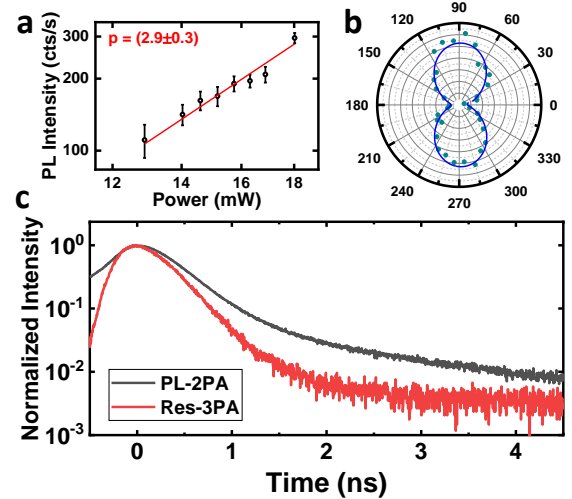 a
p = (2.9±0.3)
PL Intensity (cts/s)
300
200
100
12
14
16
18
Power (mW)
b
90
120
60
150
30
180
0
210
330
240
300
270
c
Normalized Intensity
10⁰
10⁻¹
10⁻²
10⁻³
PL-2PA
Res-3PA
0
1
2
3
4
Time (ns)